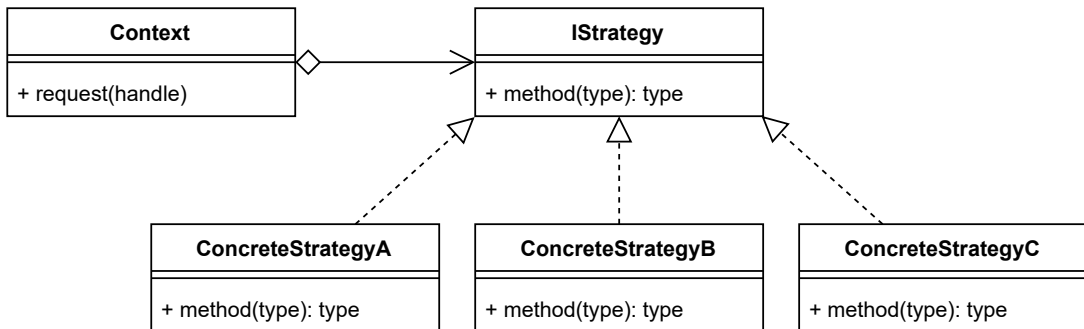 Context
IStrategy
+ request(handle)
+ method(type): type
ConcreteStrategyA
ConcreteStrategyB
ConcreteStrategyC
+ method(type): type
+ method(type): type
+ method(type): type